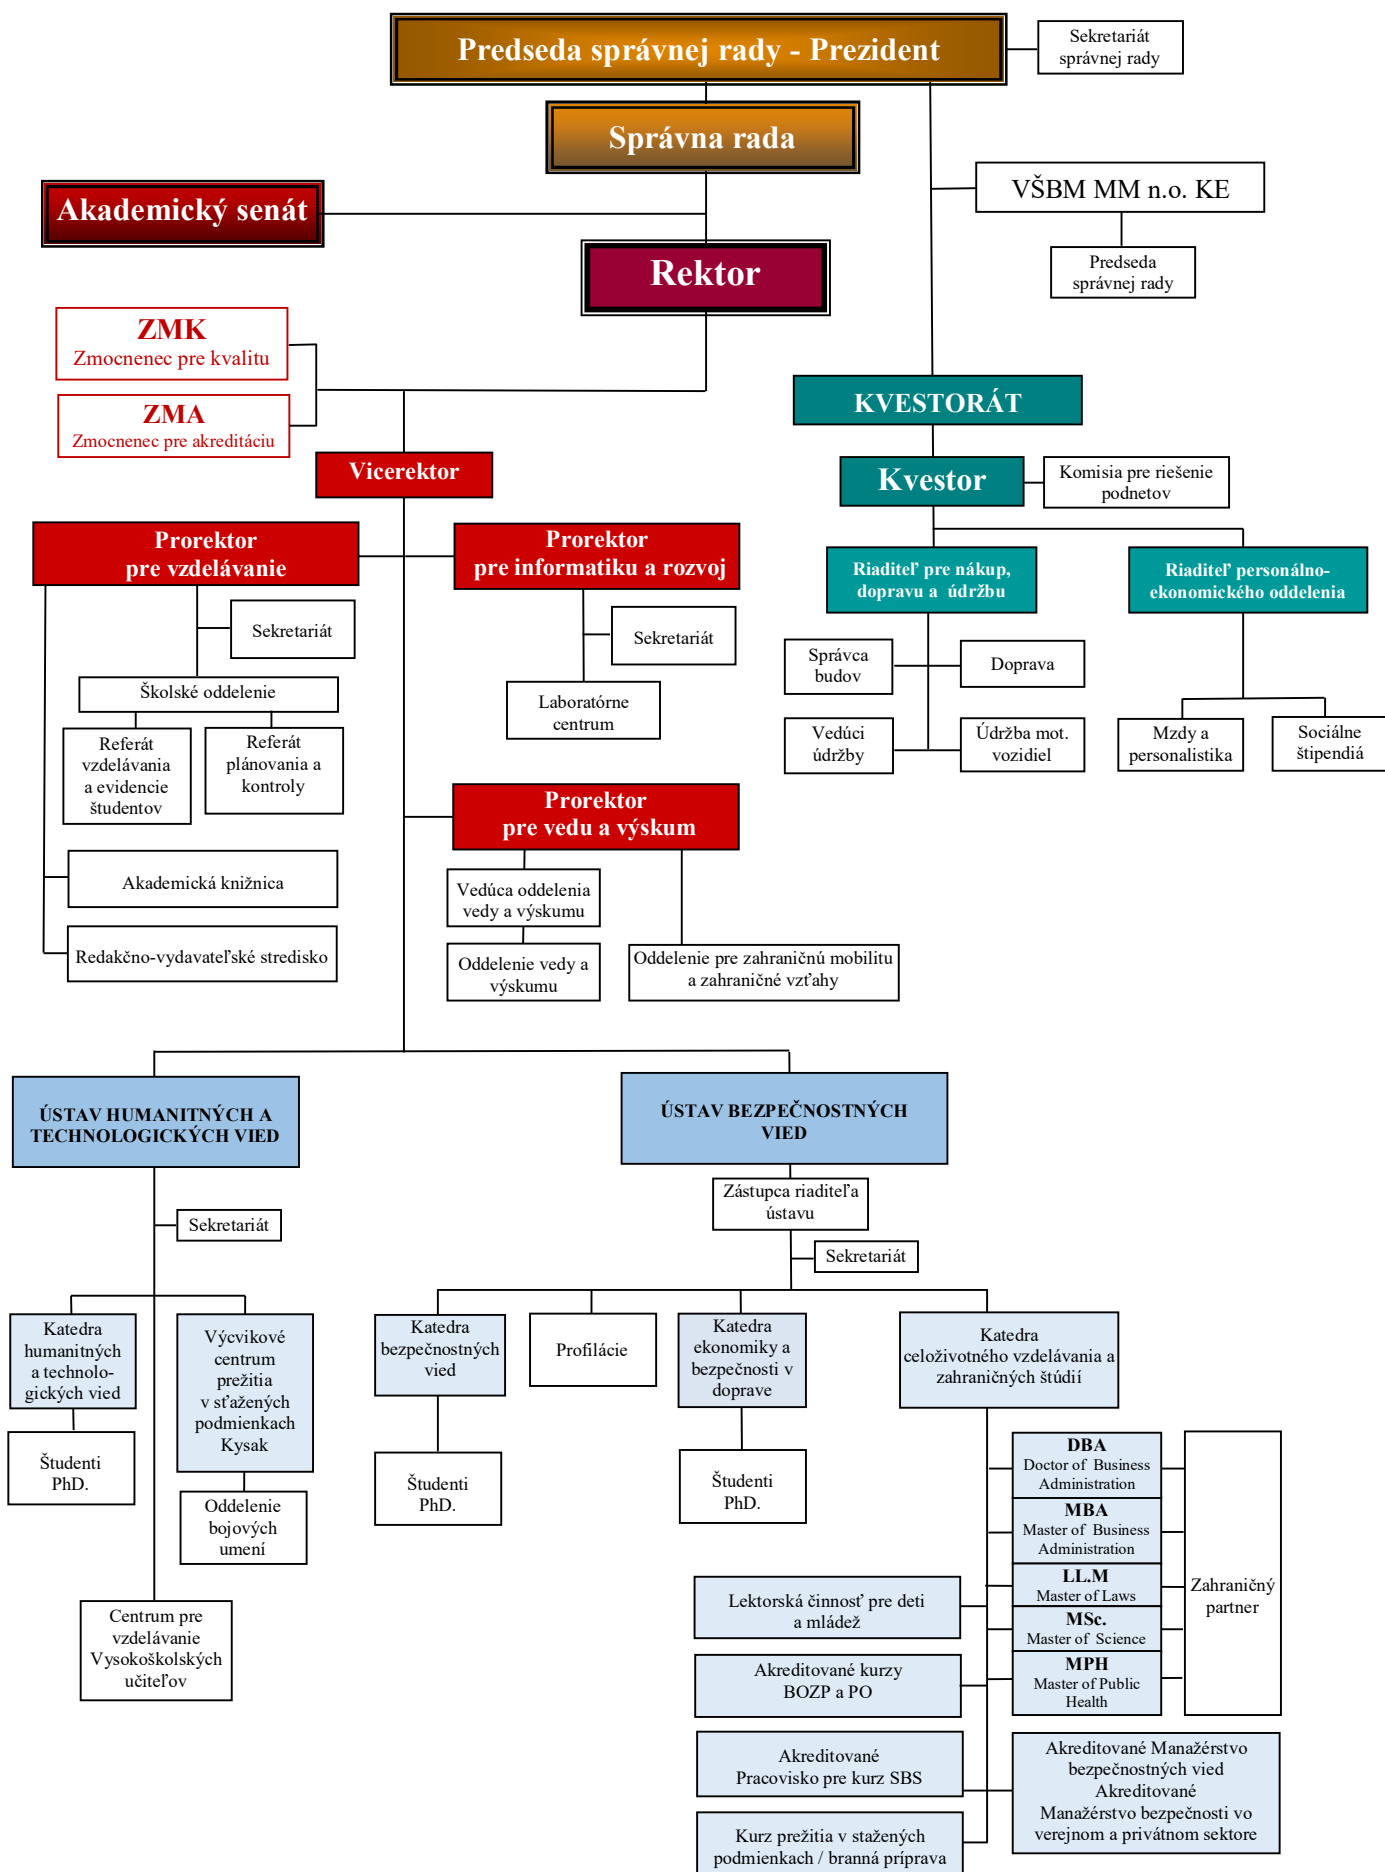 Predseda správnej rady - Prezident
Sekretariát
správnej rady
Správna rada
Akademický senát
VŠBM MM n.o. KE
Predseda
správnej rady
Rektor
ZMK
Zmocnenec pre kvalitu
ZMA
Zmocnenec pre akreditáciu
KVESTORÁT
Vicerektor
Kvestor
Komisia pre riešenie
podnetov
Prorektor
pre vzdelávanie
Prorektor
pre informatiku a rozvoj
Riaditeľ pre nákup,
dopravu a údržbu
Riaditeľ personálno-
ekonomického oddelenia
Sekretariát
Sekretariát
Správca
budov
Doprava
Školské oddelenie
Laboratórne
centrum
Referát
vzdelávania
a evidencie
študentov
Referát
plánovania a
kontroly
Vedúci
údržby
Údržba mot.
vozidiel
Mzdy a
personalistika
Sociálne
štipendiá
Prorektor
pre vedu a výskum
Akademická knižnica
Vedúca oddelenia
vedy a výskumu
Redakčno-vydavateľské stredisko
Oddelenie vedy a
výskumu
Oddelenie pre zahraničnú mobilitu
a zahraničné vzťahy
ÚSTAV HUMANITNÝCH A
TECHNOLOGICKÝCH VIED
ÚSTAV BEZPEČNOSTNÝCH
VIED
Zástupca riaditeľa
ústavu
Sekretariát
Sekretariát
Katedra
humanitných
a technolo-
gických vied
Výcvikové
centrum
prežitia
v sťažených
podmienkach
Kysak
Katedra
bezpečnostných
vied
Profilácie
Katedra
ekonomiky a
bezpečnosti v
doprave
Katedra
celoživotného vzdelávania a
zahraničných štúdií
Študenti
PhD.
Oddelenie
bojových
umení
Študenti
PhD.
Študenti
PhD.
DBA
Doctor of Business
Administration
MBA
Master of Business
Administration
LL.M
Master of Laws
MSc.
Master of Science
MPH
Master of Public
Health
Zahraničný
partner
Centrum pre
vzdelávanie
Vysokoškolských
učiteľov
Lektorská činnosť pre deti
a mládež
Akreditované kurzy
BOZP a PO
Akreditované
Pracovisko pre kurz SBS
Akreditované Manažérstvo
bezpečnostných vied
Akreditované
Manažérstvo bezpečnosti vo
verejnom a privátnom sektore
Kurz prežitia v stažených
podmienkach / branná príprava